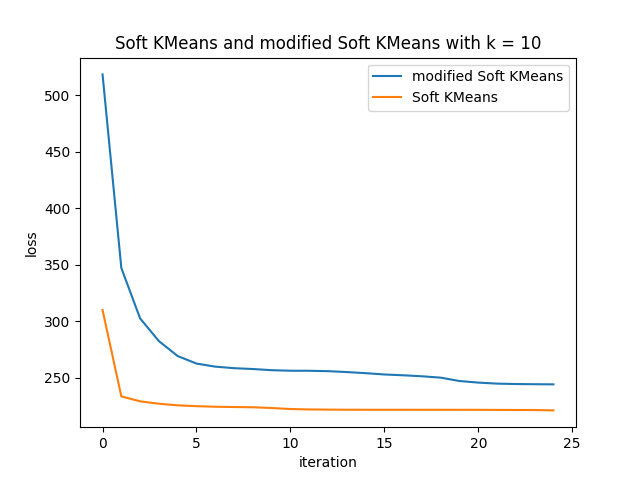 Soft KMeans and modified Soft KMeans with k = 10
modified Soft KMeans
Soft KMeans
500
450
400
350
300
250
loss
0 5 10 15 20 25
iteration